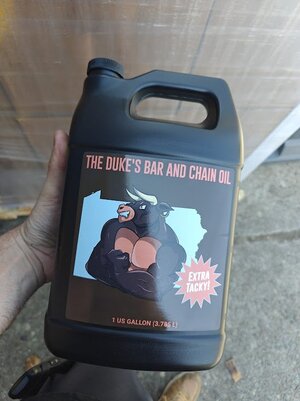 THE DUKE'S BAR AND CHAIN OIL
EXTRA
TACKY!
1 US GALLON (3.785 L)